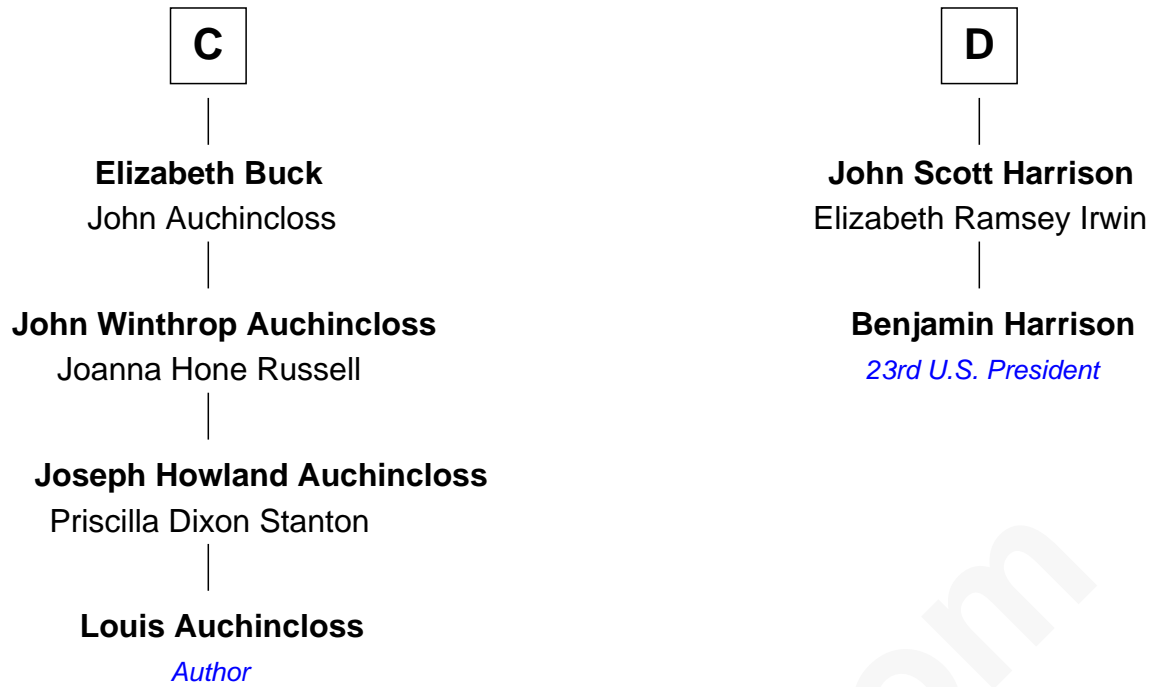 C
Elizabeth Buck
John Auchincloss
John Winthrop Auchincloss
Joanna Hone Russell
Joseph Howland Auchincloss
Priscilla Dixon Stanton
Louis Auchincloss
Author
D
John Scott Harrison
Elizabeth Ramsey Irwin
Benjamin Harrison
23rd U.S. President
om